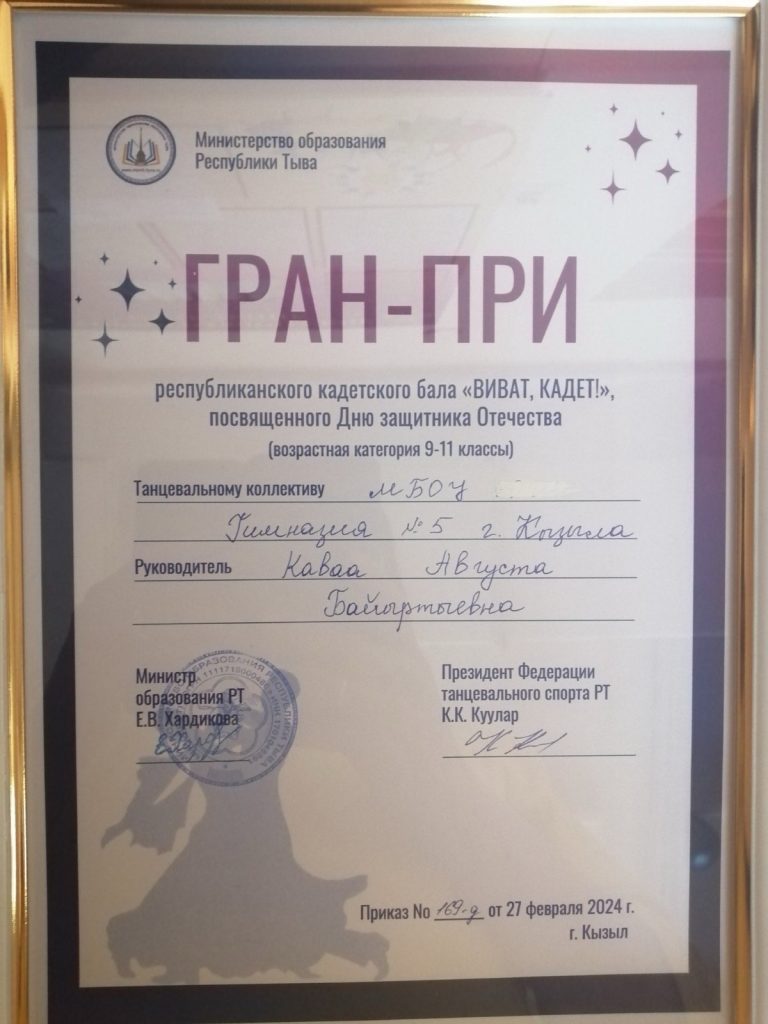 Министерство образования
Республики Тыва
ГРАН-ПРИ
республиканского кадетского бала «ВИВАТ, КАДЕТ!»,
посвященного Дню защитника Отечества
(возрастная категория 9-11 классы)
Танцевальному коллективу МБОУ
Гимназия №5 г. Кызыла
Руководитель Каваа Августа
Байыртыевна
Министр
образования РТ
Е.В. Хардикова
Президент Федерации
танцевального спорта РТ
К.К. Куулар
Приказ No 169-д от 27 февраля 2024 г.
г. Кызыл